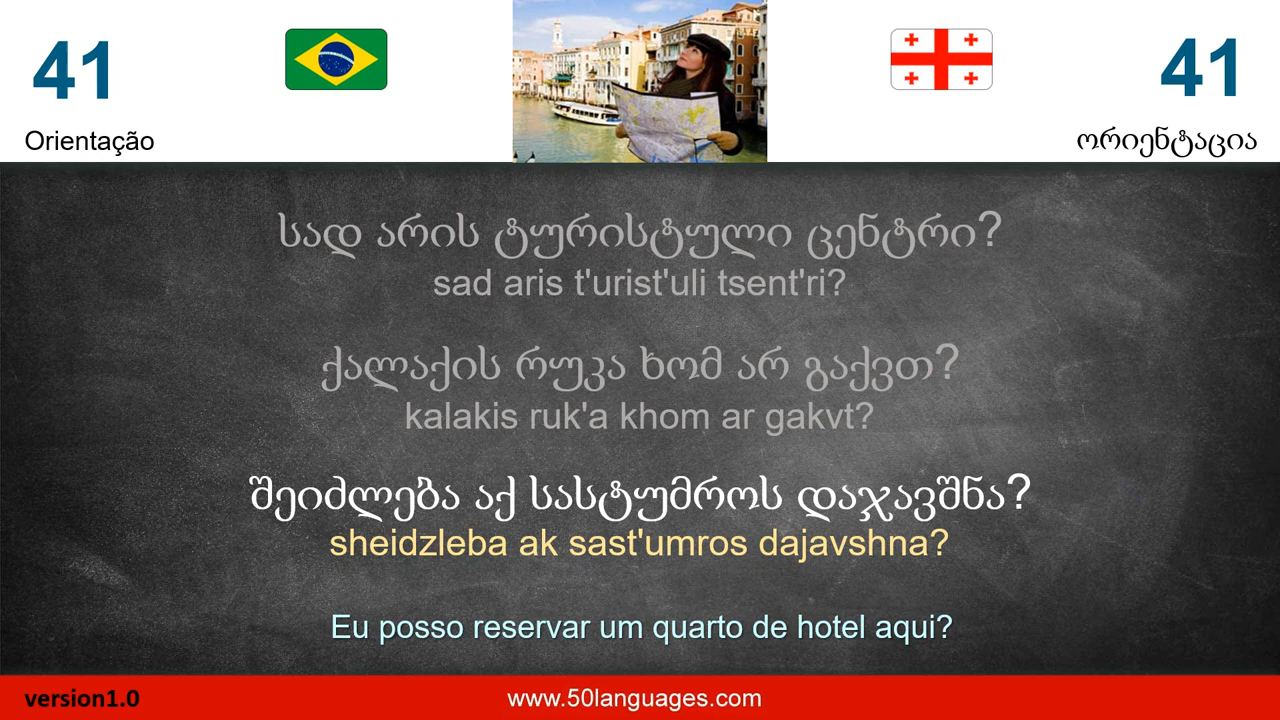 41
41
Orientação
ორიენტაცია
სად არის ტურისტული ცენტრი?
sad aris t'urist'uli tsent'ri?
ქალაქის რუკა ხომ არ გაქვთ?
kalakis ruk'a khom ar gakvt?
შეიძლება აქ სასტუმროს დაჯავშნა?
sheidzleba ak sast'umros dajavshna?
Eu posso reservar um quarto de hotel aqui?
version1.0
www.50languages.com